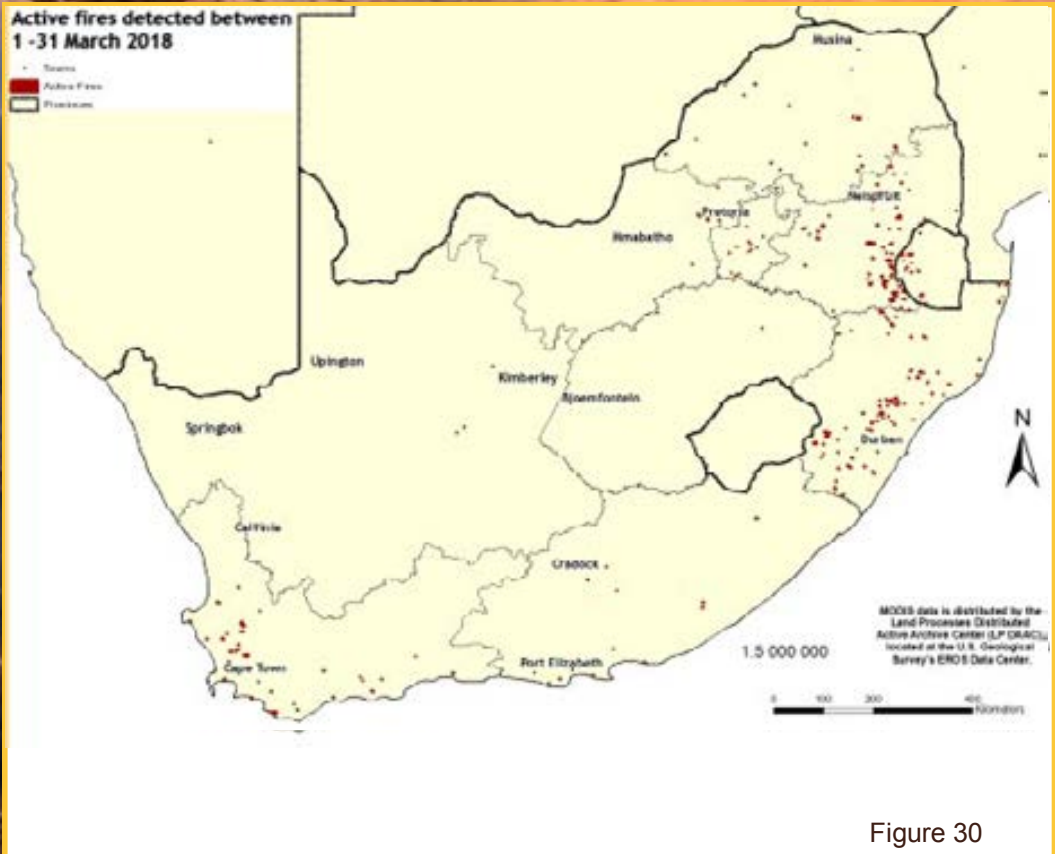 Active fires detected between
1 -31 March 2018
Towns
Active Fires
Provinces
Musina
Nelspruit
Pretoria
Mmabatho
Upington
Kimberley
Bloemfontein
Springbok
Durban
N
Calvinia
Cradock
MODIS data is distributed by the
Land Processes Distributed
Active Archive Center (LP DAAC),
located at the U.S. Geological
Survey's EROS Data Center.
1.5 000 000
Cape Town
Port Elizabeth
0 100 200 400
Kilometers
Figure 30